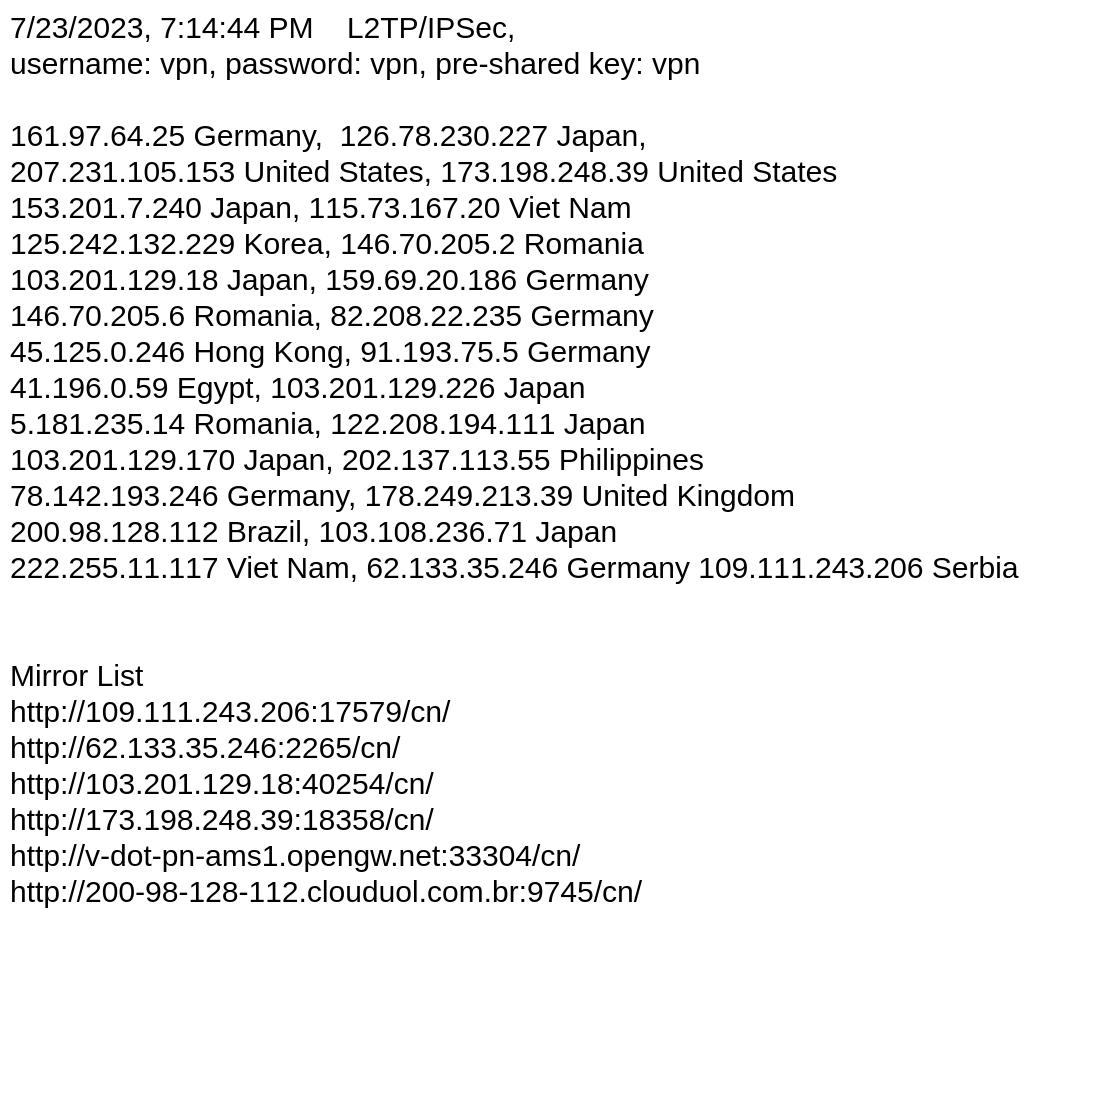 7/23/2023, 7:14:44 PM    L2TP/IPSec,
username: vpn, password: vpn, pre-shared key: vpn
161.97.64.25 Germany,  126.78.230.227 Japan,
207.231.105.153 United States, 173.198.248.39 United States
153.201.7.240 Japan, 115.73.167.20 Viet Nam
125.242.132.229 Korea, 146.70.205.2 Romania
103.201.129.18 Japan, 159.69.20.186 Germany
146.70.205.6 Romania, 82.208.22.235 Germany
45.125.0.246 Hong Kong, 91.193.75.5 Germany
41.196.0.59 Egypt, 103.201.129.226 Japan
5.181.235.14 Romania, 122.208.194.111 Japan
103.201.129.170 Japan, 202.137.113.55 Philippines
78.142.193.246 Germany, 178.249.213.39 United Kingdom
200.98.128.112 Brazil, 103.108.236.71 Japan
222.255.11.117 Viet Nam, 62.133.35.246 Germany 109.111.243.206 Serbia
Mirror List
http://109.111.243.206:17579/cn/
http://62.133.35.246:2265/cn/
http://103.201.129.18:40254/cn/
http://173.198.248.39:18358/cn/
http://v-dot-pn-ams1.opengw.net:33304/cn/
http://200-98-128-112.clouduol.com.br:9745/cn/